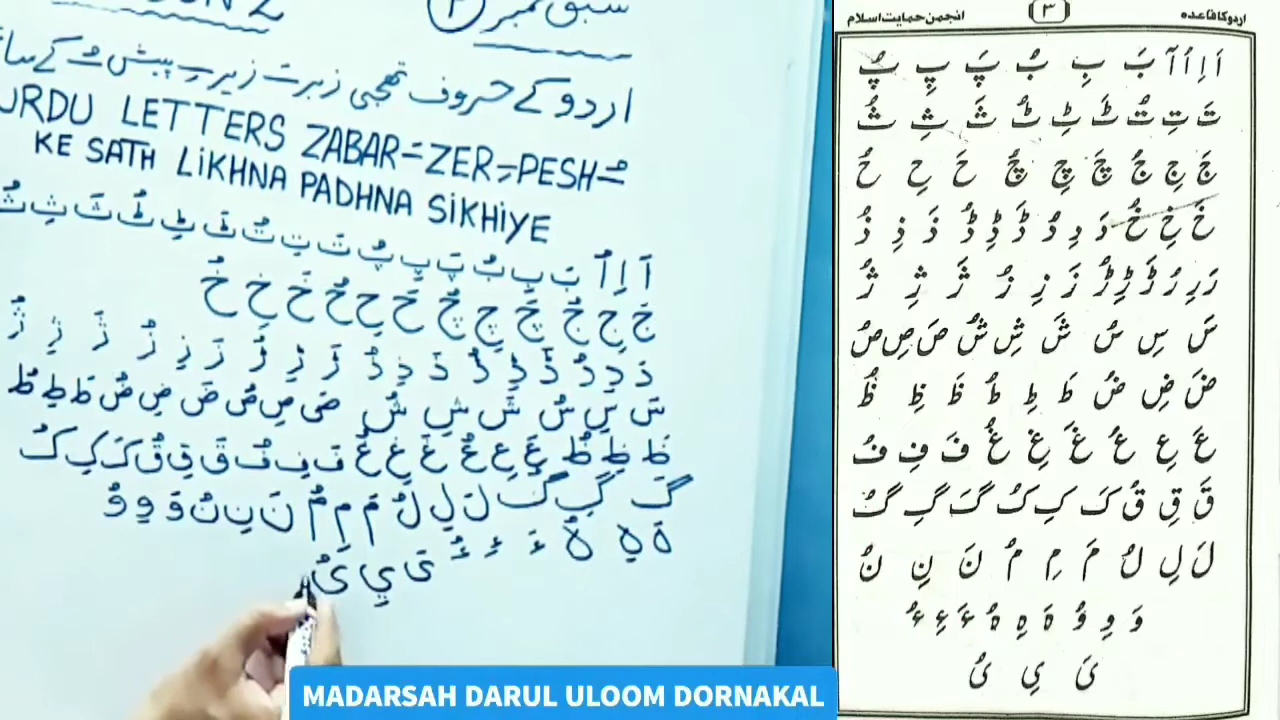 سبق نمبر ۲
اردو کے حروف تہجی زبر َ زیر ِ پیش ُ کے سا
URDU LETTERS ZABAR=ZER=PESH=
KE SATH LIKHNA PADHNA SIKHIYE
اَ اِ اُ بَ بِ بُ پَ پِ پُ تَ تِ تُ ٹَ ٹِ ٹُ ثَ ثِ ثُ
جَ جِ جُ چَ چِ چُ حَ حِ حُ خَ خِ خُ
دَ دِ دُ ڈَ ڈِ ڈُ ذَ ذِ ذُ رَ رِ رُ زَ زِ زُ ژَ ژِ ژُ
سَ سِ سُ شَ شِ شُ صَ صِ صُ ضَ ضِ ضُ طَ طِ طُ
ظَ ظِ ظُ عَ عِ عُ غَ غِ غُ فَ فِ فُ قَ قِ قُ کَ کِ کُ
گَ گِ گُ لَ لِ لُ مَ مِ مُ نَ نِ نُ وَ وِ وُ
ہَ ہِ ہُ ءَ ءِ ءُ
یَ یِ یُ
MADARSAH DARUL ULOOM DORNAKAL
اردو کا قاعدہ ۳ انجمن حمایت اسلام
اَ اِ اُ آ بَ بِ بُ پَ پِ پُ
تَ تِ تُ ٹَ ٹِ ٹُ ثَ ثِ ثُ
جَ جِ جُ چَ چِ چُ حَ حِ حُ
خَ خِ خُ دَ دِ دُ ڈَ ڈِ ڈُ ذَ ذِ ذُ
رَ رِ رُ ڑَ ڑِ ڑُ زَ زِ زُ ژَ ژِ ژُ
سَ سِ سُ شَ شِ شُ صَ صِ صُ
ضَ ضِ ضُ طَ طِ طُ ظَ ظِ ظُ
عَ عِ عُ غَ غِ غُ فَ فِ فُ
قَ قِ قُ کَ کِ کُ گَ گِ گُ
لَ لِ لُ مَ مِ مُ نَ نِ نُ
وَ وِ وُ ہَ ہِ ہُ ءَ ءِ ءُ
یَ یِ یُ